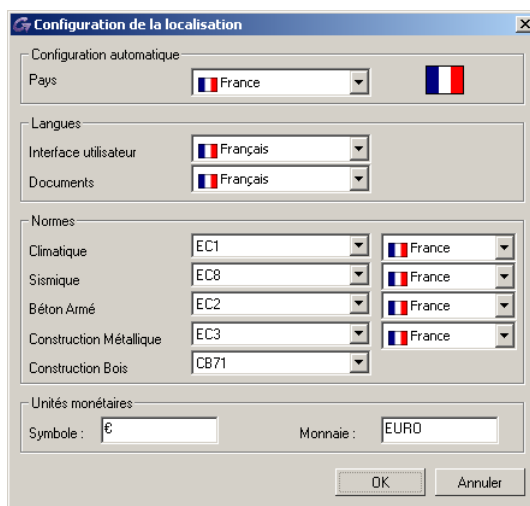 Configuration de la localisation
Configuration automatique
Pays France
Langues
Interface utilisateur Français
Documents Français
Normes
Climatique EC1 France
Sismique EC8 France
Béton Armé EC2 France
Construction Métallique EC3 France
Construction Bois CB71
Unités monétaires
Symbole : € Monnaie : EURO
OK Annuler